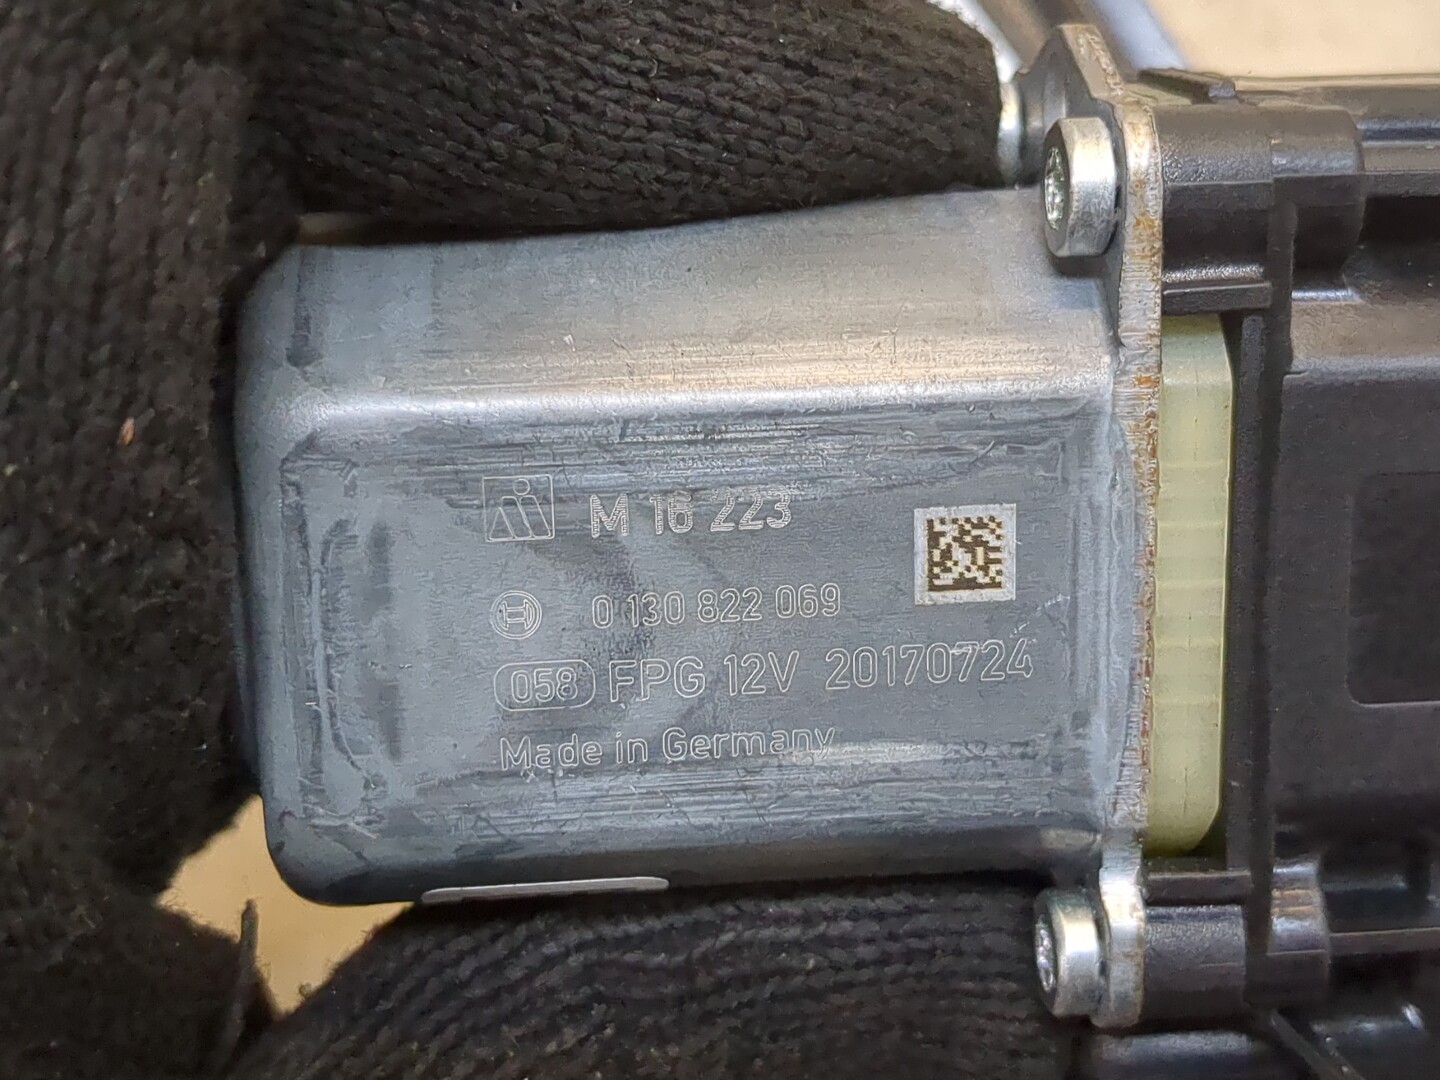 M 16 223
0 130 822 069
058 FPG 12V 20170724
Made in Germany